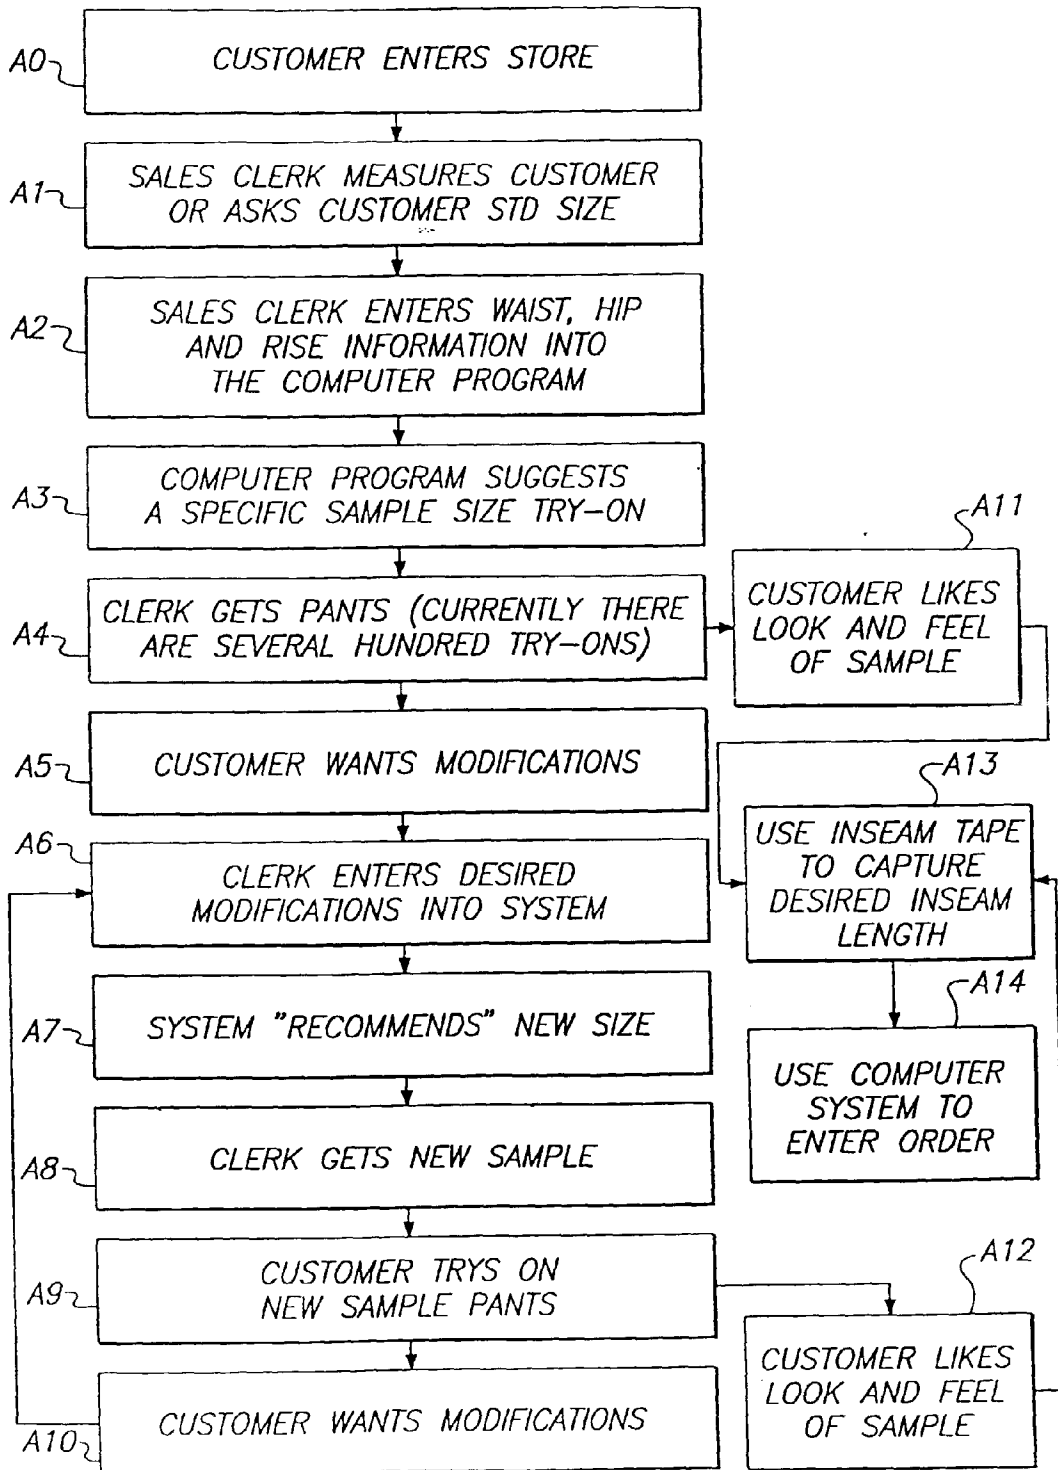 A0
CUSTOMER ENTERS STORE
A1
SALES CLERK MEASURES CUSTOMER
OR ASKS CUSTOMER STD SIZE
A2
SALES CLERK ENTERS WAIST, HIP
AND RISE INFORMATION INTO
THE COMPUTER PROGRAM
A3
COMPUTER PROGRAM SUGGESTS
A SPECIFIC SAMPLE SIZE TRY-ON
A4
CLERK GETS PANTS (CURRENTLY THERE
ARE SEVERAL HUNDRED TRY-ONS)
A11
CUSTOMER LIKES
LOOK AND FEEL
OF SAMPLE
A5
CUSTOMER WANTS MODIFICATIONS
A6
CLERK ENTERS DESIRED
MODIFICATIONS INTO SYSTEM
A13
USE INSEAM TAPE
TO CAPTURE
DESIRED INSEAM
LENGTH
A7
SYSTEM "RECOMMENDS" NEW SIZE
A14
USE COMPUTER
SYSTEM TO
ENTER ORDER
A8
CLERK GETS NEW SAMPLE
A9
CUSTOMER TRYS ON
NEW SAMPLE PANTS
A12
CUSTOMER LIKES
LOOK AND FEEL
OF SAMPLE
A10
CUSTOMER WANTS MODIFICATIONS